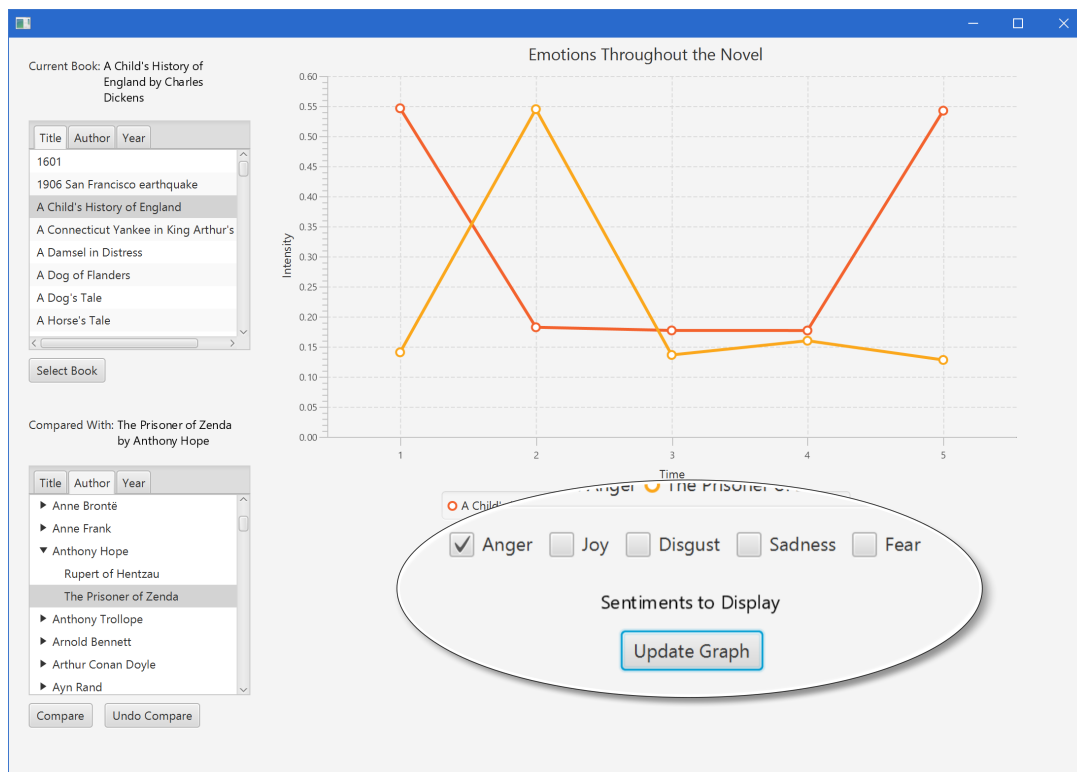 Current Book: A Child's History of
England by Charles
Dickens
Title Author Year
1601
1906 San Francisco earthquake
A Child's History of England
A Connecticut Yankee in King Arthur's
A Damsel in Distress
A Dog of Flanders
A Dog's Tale
A Horse's Tale
Select Book
Compared With: The Prisoner of Zenda
by Anthony Hope
Title Author Year
Anne Brontë
Anne Frank
Anthony Hope
Rupert of Hentzau
The Prisoner of Zenda
Anthony Trollope
Arnold Bennett
Arthur Conan Doyle
Ayn Rand
Compare Undo Compare
Emotions Throughout the Novel
Intensity
0.60
0.55
0.50
0.45
0.40
0.35
0.30
0.25
0.20
0.15
0.10
0.05
0.00
1 2 3 4 5
Time
A Child' Anger The Prisoner
Anger Joy Disgust Sadness Fear
Sentiments to Display
Update Graph